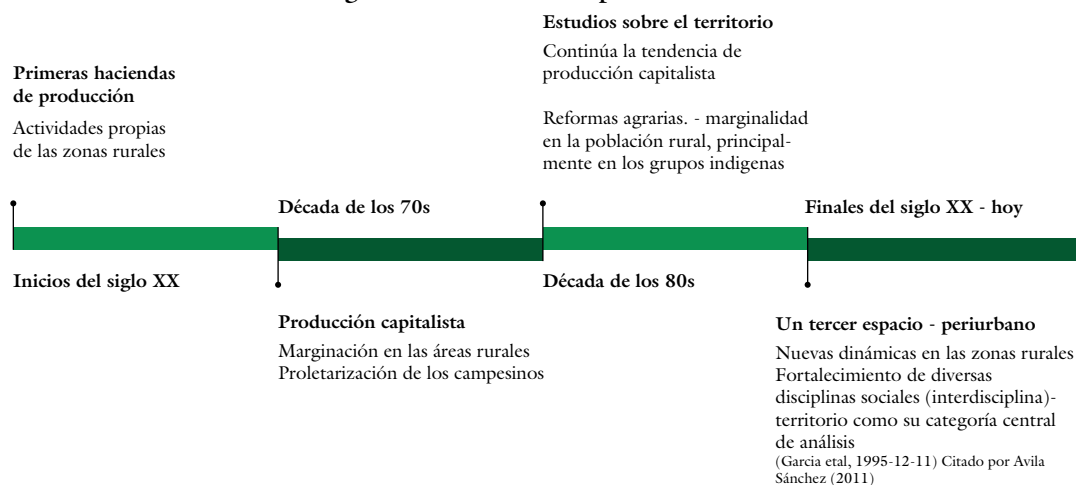 Primeras haciendas
de producción
Actividades propias
de las zonas rurales
Inicios del siglo XX
Década de los 70s
Producción capitalista
Marginación en las áreas rurales
Proletarización de los campesinos
Estudios sobre el territorio
Continúa la tendencia de
producción capitalista
Reformas agrarias. - marginalidad
en la población rural, principal-
mente en los grupos indigenas
Década de los 80s
Finales del siglo XX - hoy
Un tercer espacio - periurbano
Nuevas dinámicas en las zonas rurales
Fortalecimiento de diversas
disciplinas sociales (interdisciplina)-
territorio como su categoría central
de análisis
(Garcia etal, 1995-12-11) Citado por Avila
Sánchez (2011)